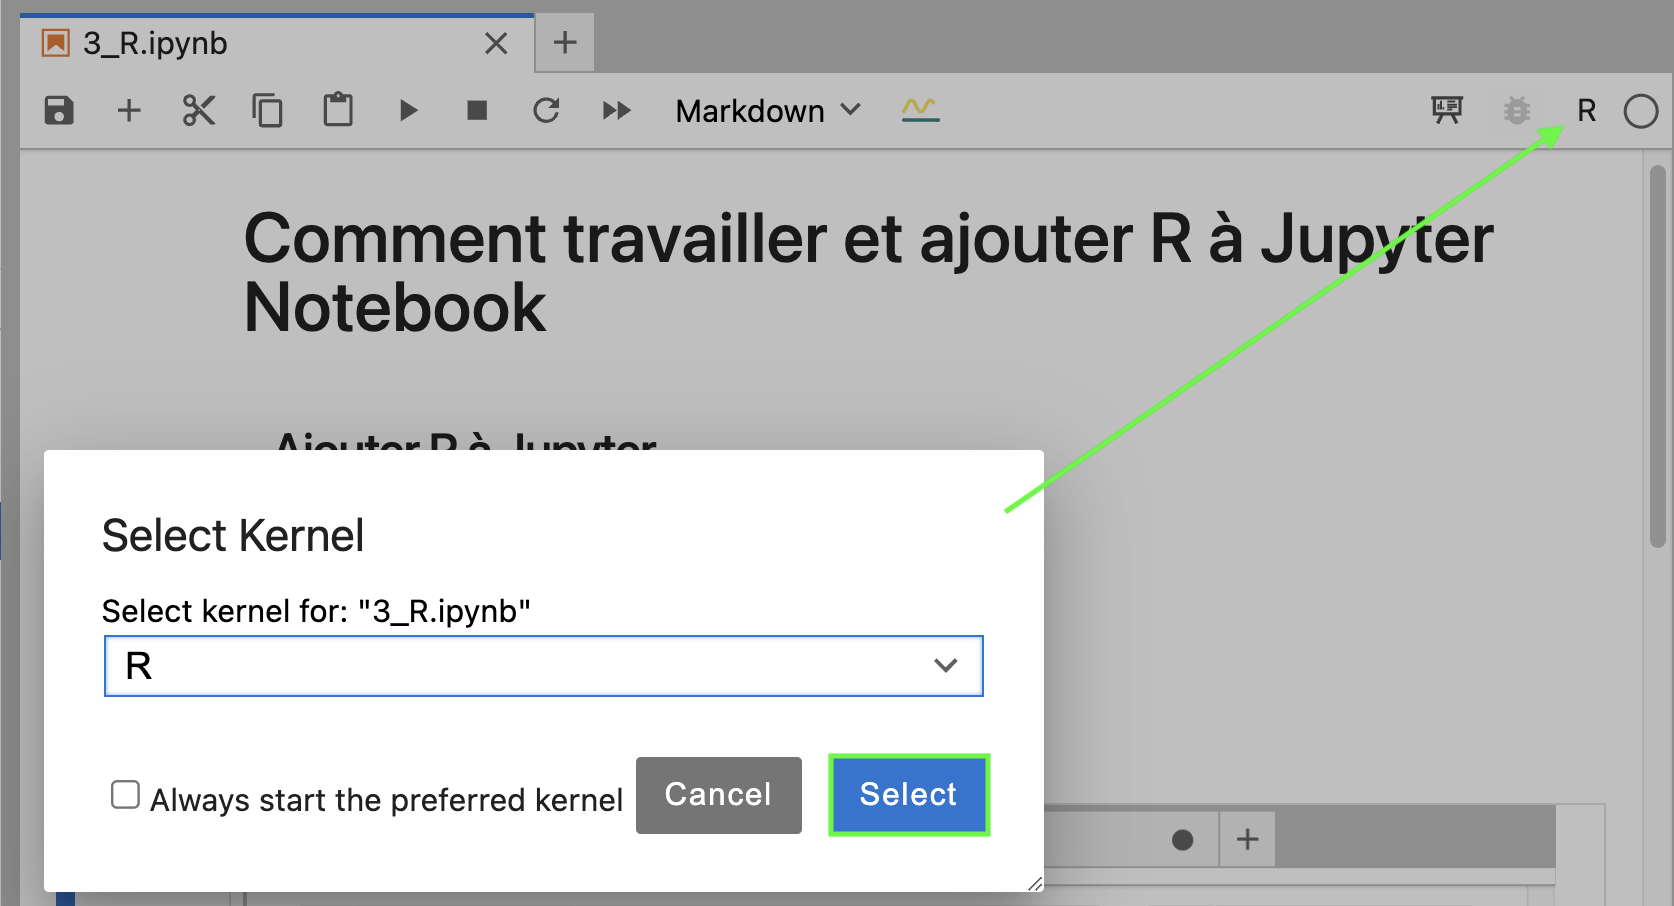 3_R.ipynb
Markdown
R
Comment travailler et ajouter R à Jupyter
Notebook
Ajouter R à Jupyter
Select Kernel
Select kernel for: "3_R.ipynb"
R
Always start the preferred kernel
Cancel
Select